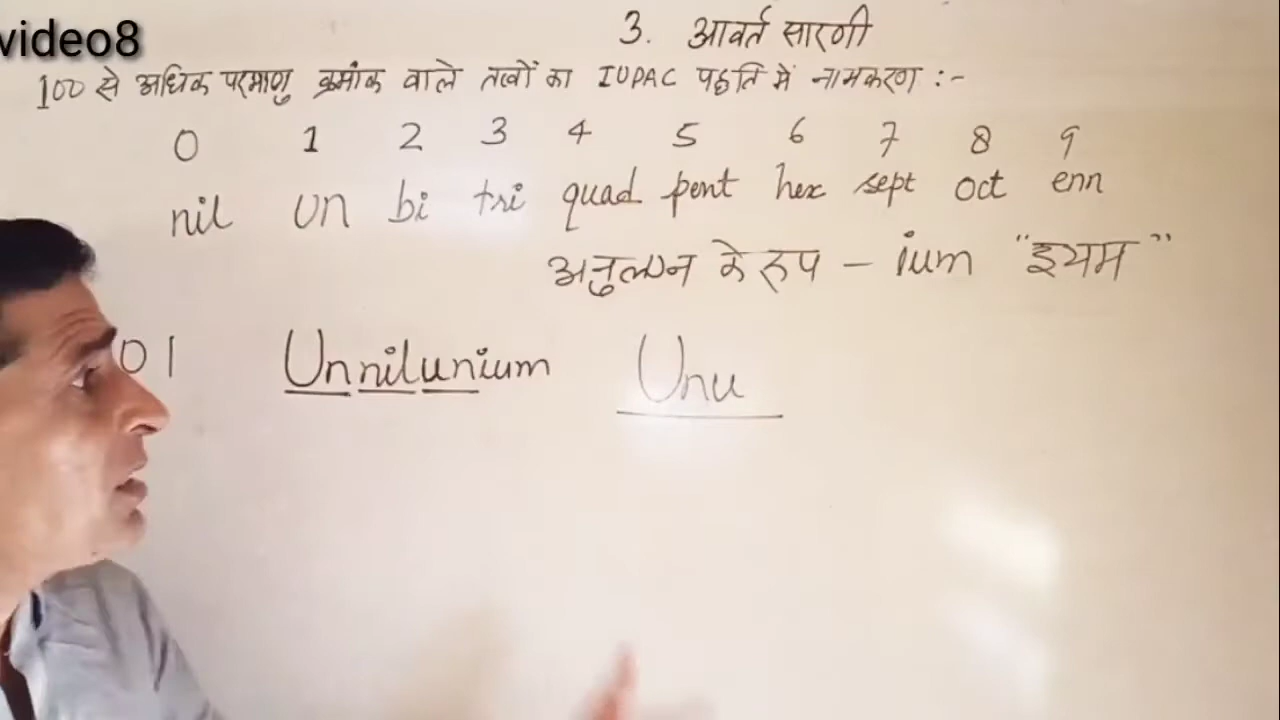 video8
3. आवर्त सारणी
100 से अधिक परमाणु क्रमांक वाले तत्वों का IUPAC पद्धति में नामकरण :-
0 1 2 3 4 5 6 7 8 9
nil un bi tri quad pent hex sept oct enn
अनुलग्न के रूप - ium "इयम"
01 Unnilunium Unu